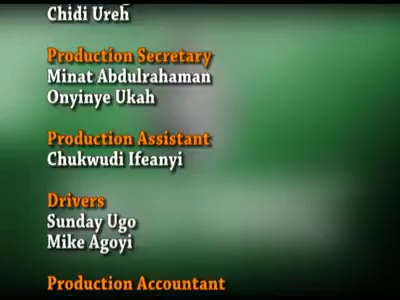 Chidi Ureh
Production Secretary
Minat Abdulrahaman
Onyinye Ukah
Production Assistant
Chukwudi Ifeanyi
Drivers
Sunday Ugo
Mike Agoyi
Production Accountant